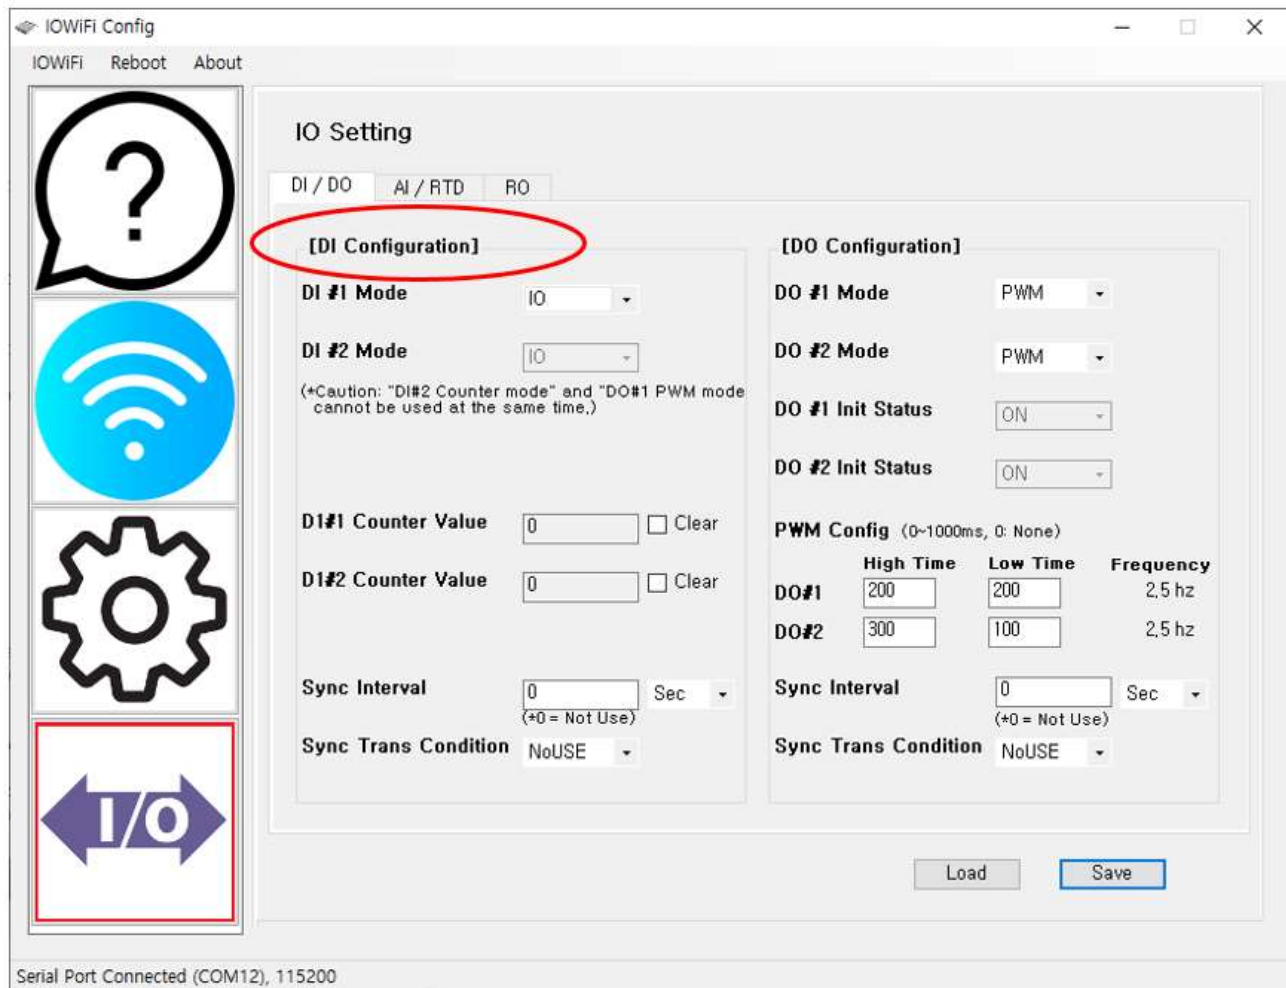 IOWiFi Config
IOWiFi Reboot About
?
IO Setting
DI / DO AI / RTD RO
[DI Configuration]
DI #1 Mode IO
DI #2 Mode IO
(*Caution: "DI#2 Counter mode" and "DO#1 PWM mode
cannot be used at the same time.)
D1#1 Counter Value 0 Clear
D1#2 Counter Value 0 Clear
Sync Interval 0 Sec
(*0 = Not Use)
Sync Trans Condition NoUSE
[DO Configuration]
DO #1 Mode PWM
DO #2 Mode PWM
DO #1 Init Status ON
DO #2 Init Status ON
PWM Config (0~1000ms, 0: None)
High Time Low Time Frequency
DO#1 200 200 2.5 hz
DO#2 300 100 2.5 hz
Sync Interval 0 Sec
(*0 = Not Use)
Sync Trans Condition NoUSE
I/O
Load Save
Serial Port Connected (COM12), 115200